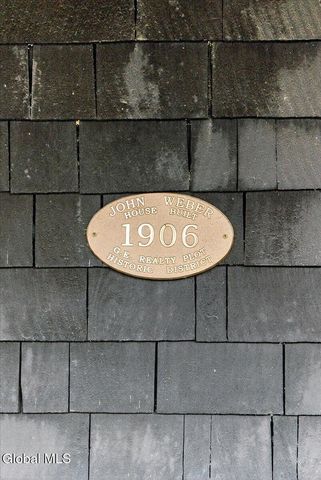 JOHN WEBER
HOUSE BUILT
1906
G.E. REALTY PLOT
HISTORIC DISTRICT
Global MLS